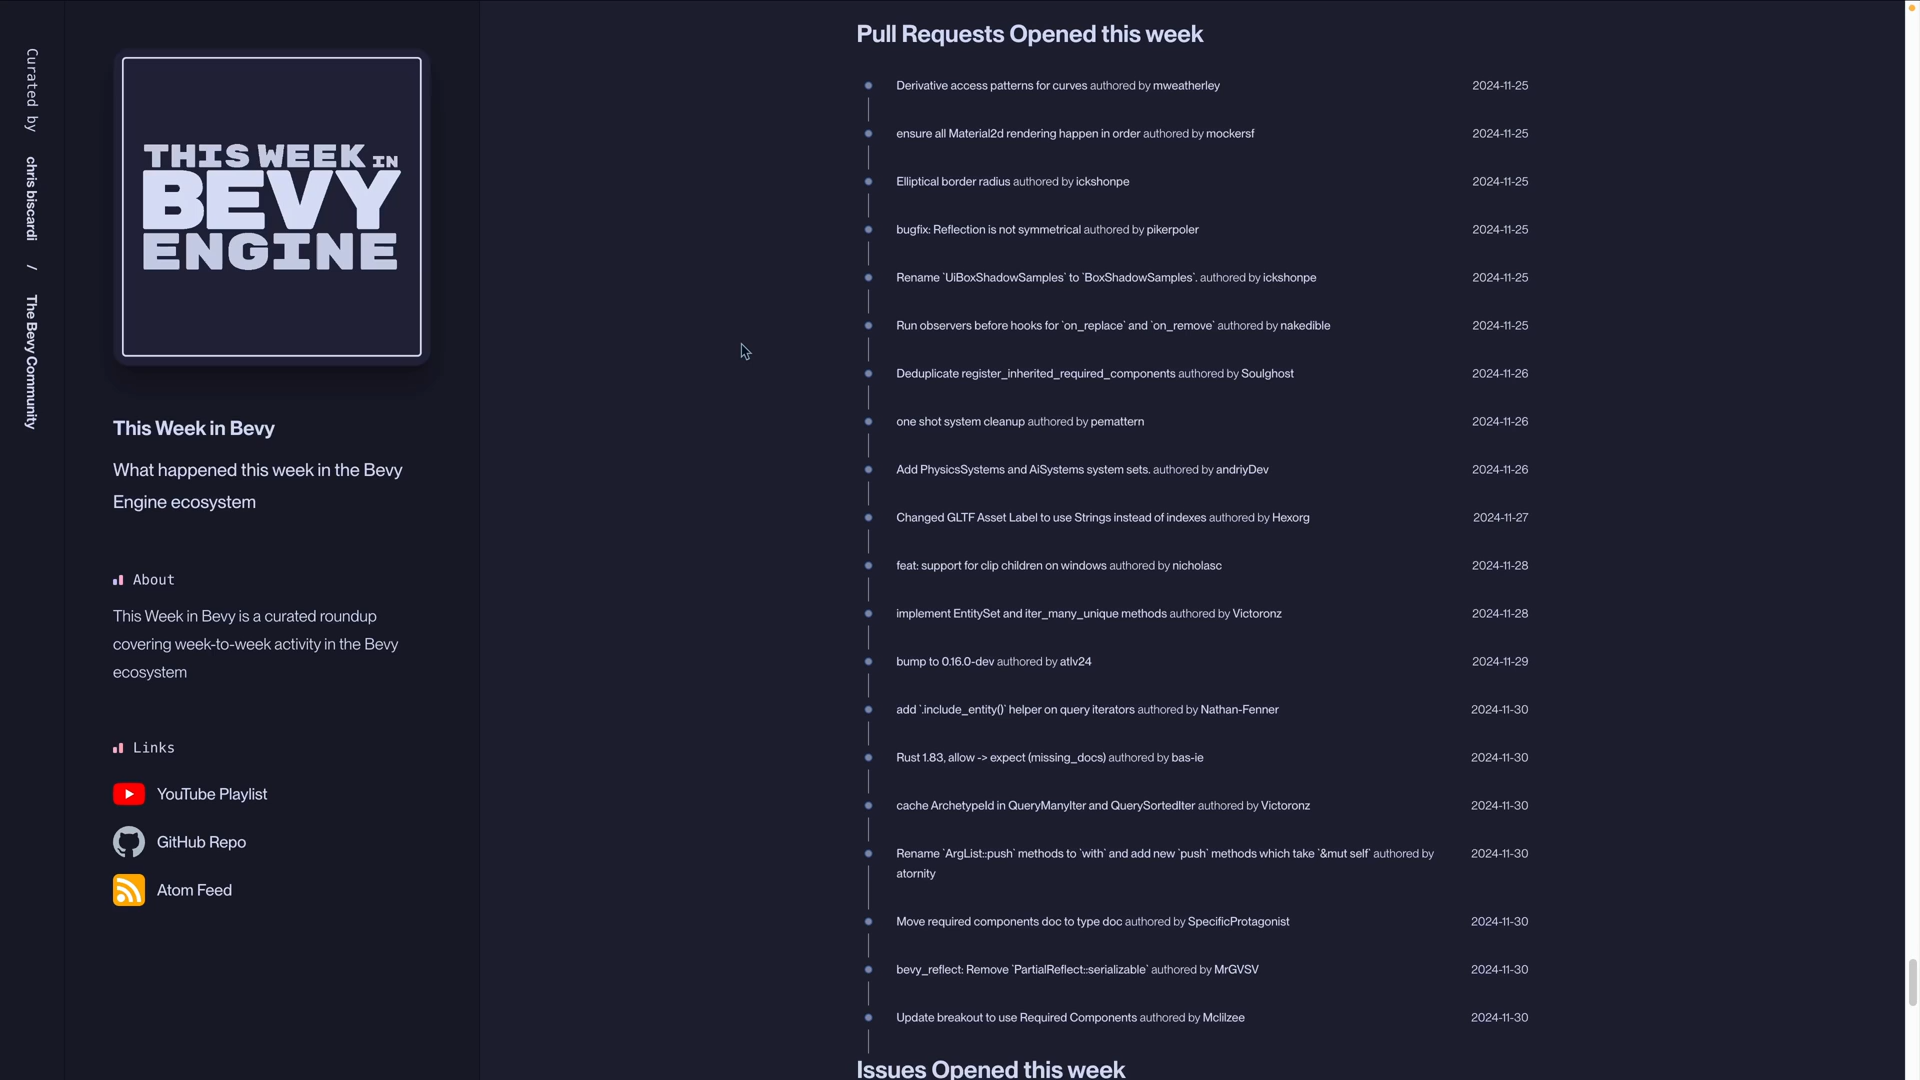 Curated by chris biscardi / The Bevy Community
THIS WEEK IN
BEVY
ENGINE
This Week in Bevy
What happened this week in the Bevy
Engine ecosystem
About
This Week in Bevy is a curated roundup
covering week-to-week activity in the Bevy
ecosystem
Links
YouTube Playlist
GitHub Repo
Atom Feed
Pull Requests Opened this week
Derivative access patterns for curves authored by mweatherley 2024-11-25
ensure all Material2d rendering happen in order authored by mockersf 2024-11-25
Elliptical border radius authored by ickshonpe 2024-11-25
bugfix: Reflection is not symmetrical authored by pikerpoler 2024-11-25
Rename `UiBoxShadowSamples` to `BoxShadowSamples`. authored by ickshonpe 2024-11-25
Run observers before hooks for `on_replace` and `on_remove` authored by nakedible 2024-11-25
Deduplicate register_inherited_required_components authored by Soulghost 2024-11-26
one shot system cleanup authored by pemattern 2024-11-26
Add PhysicsSystems and AiSystems system sets. authored by andriyDev 2024-11-26
Changed GLTF Asset Label to use Strings instead of indexes authored by Hexorg 2024-11-27
feat: support for clip children on windows authored by nicholasc 2024-11-28
implement EntitySet and iter_many_unique methods authored by Victoronz 2024-11-28
bump to 0.16.0-dev authored by atlv24 2024-11-29
add `.include_entity()` helper on query iterators authored by Nathan-Fenner 2024-11-30
Rust 1.83, allow -> expect (missing_docs) authored by bas-ie 2024-11-30
cache ArchetypeId in QueryManyIter and QuerySortedIter authored by Victoronz 2024-11-30
Rename `ArgList::push` methods to `with` and add new `push` methods which take `&mut self` authored by 2024-11-30
atornity
Move required components doc to type doc authored by SpecificProtagonist 2024-11-30
bevy_reflect: Remove `PartialReflect::serializable` authored by MrGVSV 2024-11-30
Update breakout to use Required Components authored by Mclilzee 2024-11-30
Issues Opened this week